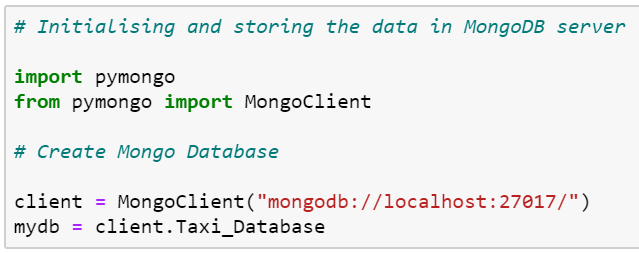 # Initialising and storing the data in MongoDB server
import pymongo
from pymongo import MongoClient
# Create Mongo Database
client = MongoClient("mongodb://localhost:27017/")
mydb = client.Taxi_Database